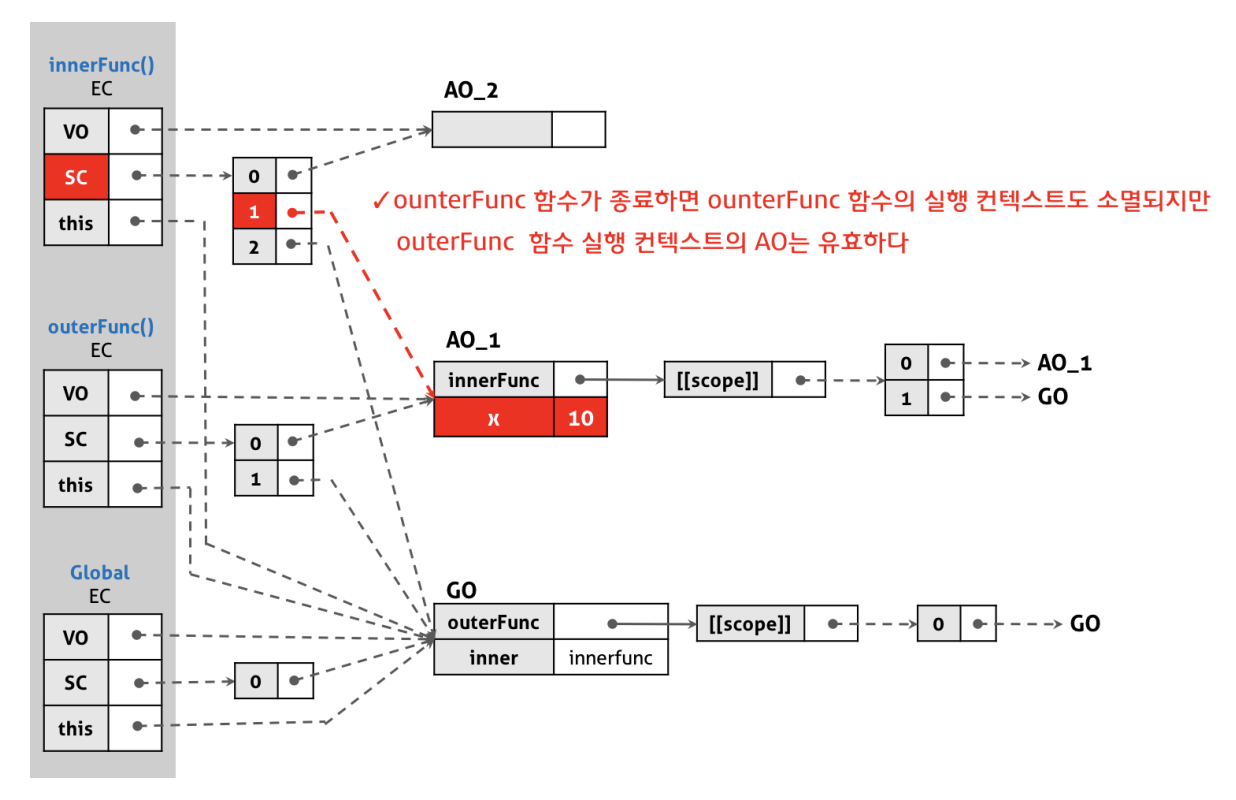 innerFunc()
EC
VO
SC
this
0
1
2
AO_2
✓ounterFunc 함수가 종료하면 ounterFunc 함수의 실행 컨텍스트도 소멸되지만
outerFunc 함수 실행 컨텍스트의 AO는 유효하다
outerFunc()
EC
VO
SC
this
0
1
AO_1
innerFunc
x 10
[[scope]]
0 AO_1
1 GO
Global
EC
VO
SC
this
0
GO
outerFunc
inner innerfunc
[[scope]]
0
GO